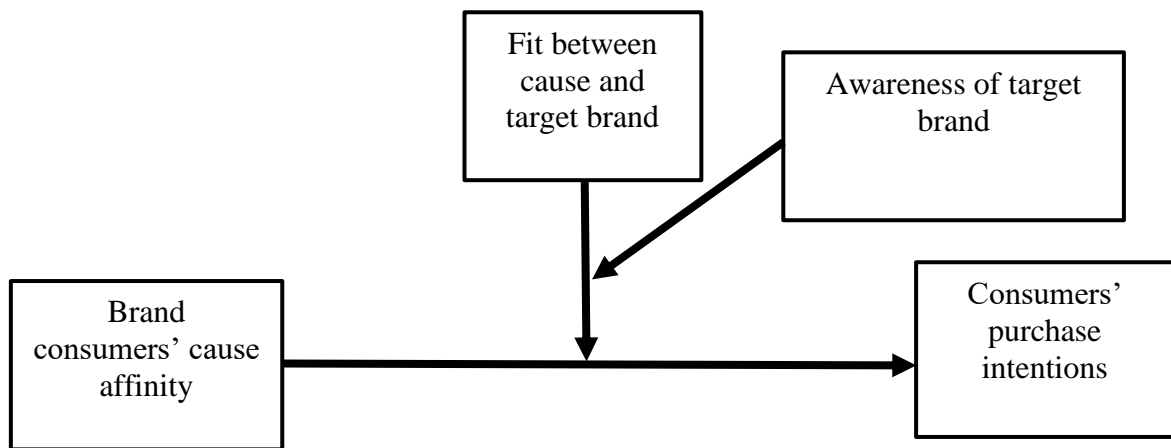 Fit between
cause and
target brand
Awareness of target
brand
Brand
consumers’ cause
affinity
Consumers’
purchase
intentions